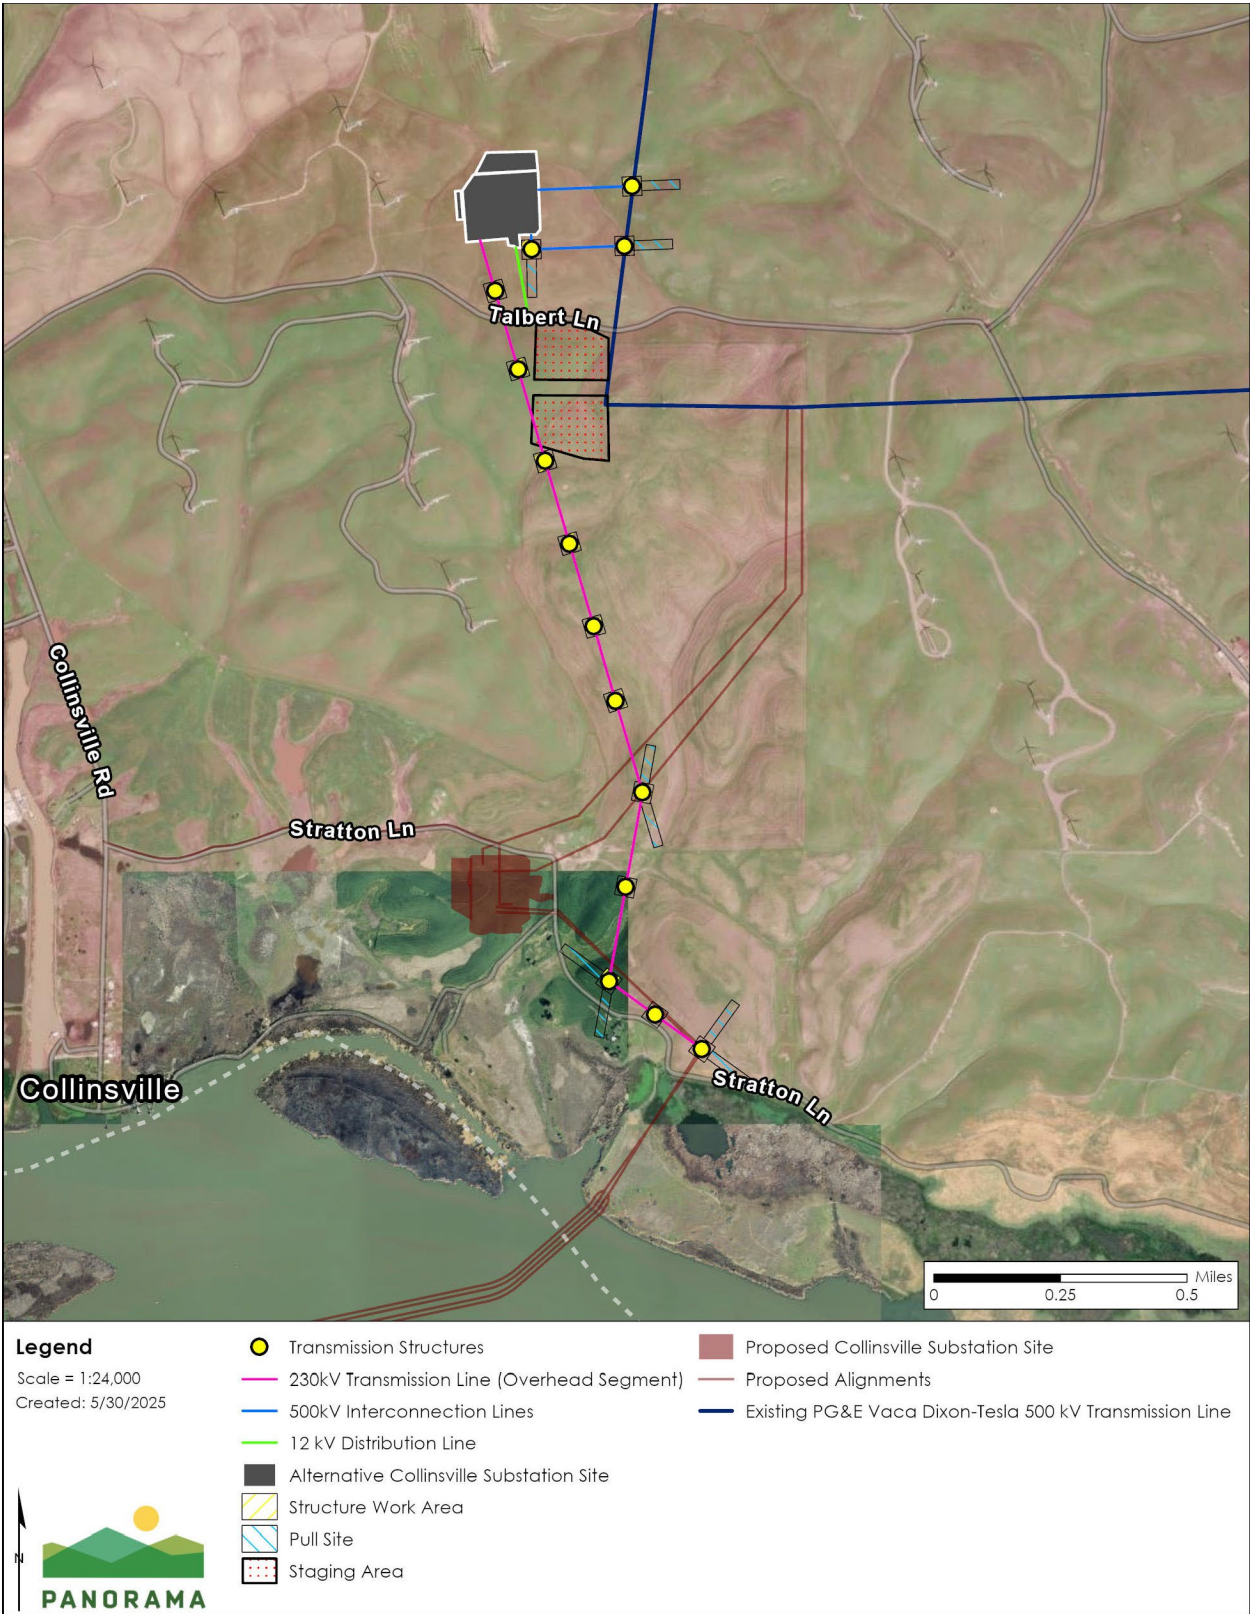 Talbert Ln
Collinsville Rd
Stratton Ln
Collinsville
Stratton Ln
Miles
0
0.25
0.5
Legend
Scale = 1:24,000
Created: 5/30/2025
N
PANORAMA
Transmission Structures
230kV Transmission Line (Overhead Segment)
500kV Interconnection Lines
12 kV Distribution Line
Alternative Collinsville Substation Site
Structure Work Area
Pull Site
Staging Area
Proposed Collinsville Substation Site
Proposed Alignments
Existing PG&E Vaca Dixon-Tesla 500 kV Transmission Line